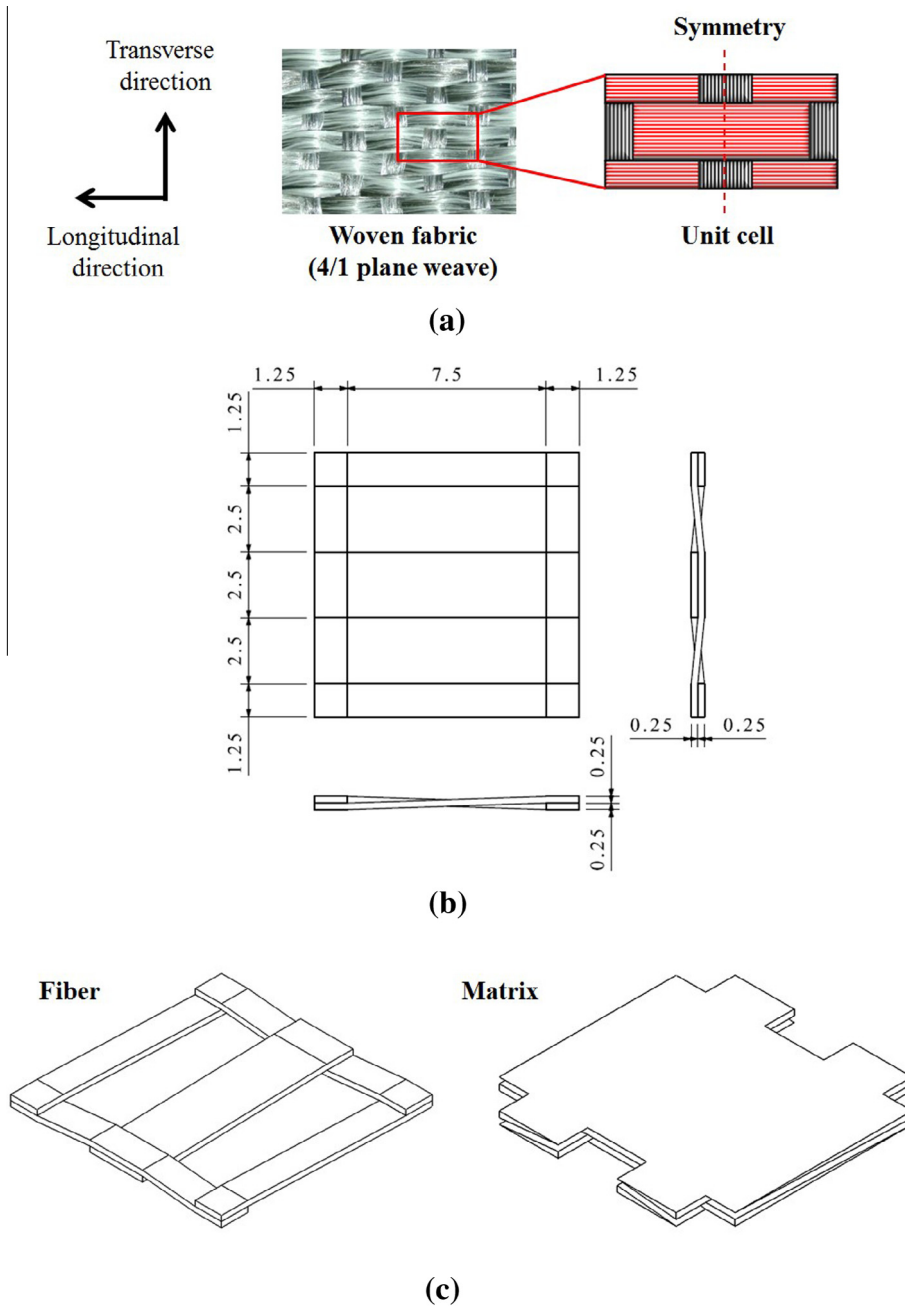 Symmetry
Transverse
direction
Longitudinal
direction
Woven fabric
(4/1 plane weave)
Unit cell
(a)
1.25
7.5
1.25
1.25
2.5
2.5
2.5
1.25
0.25
0.25
0.25
0.25
(b)
Fiber
Matrix
(c)